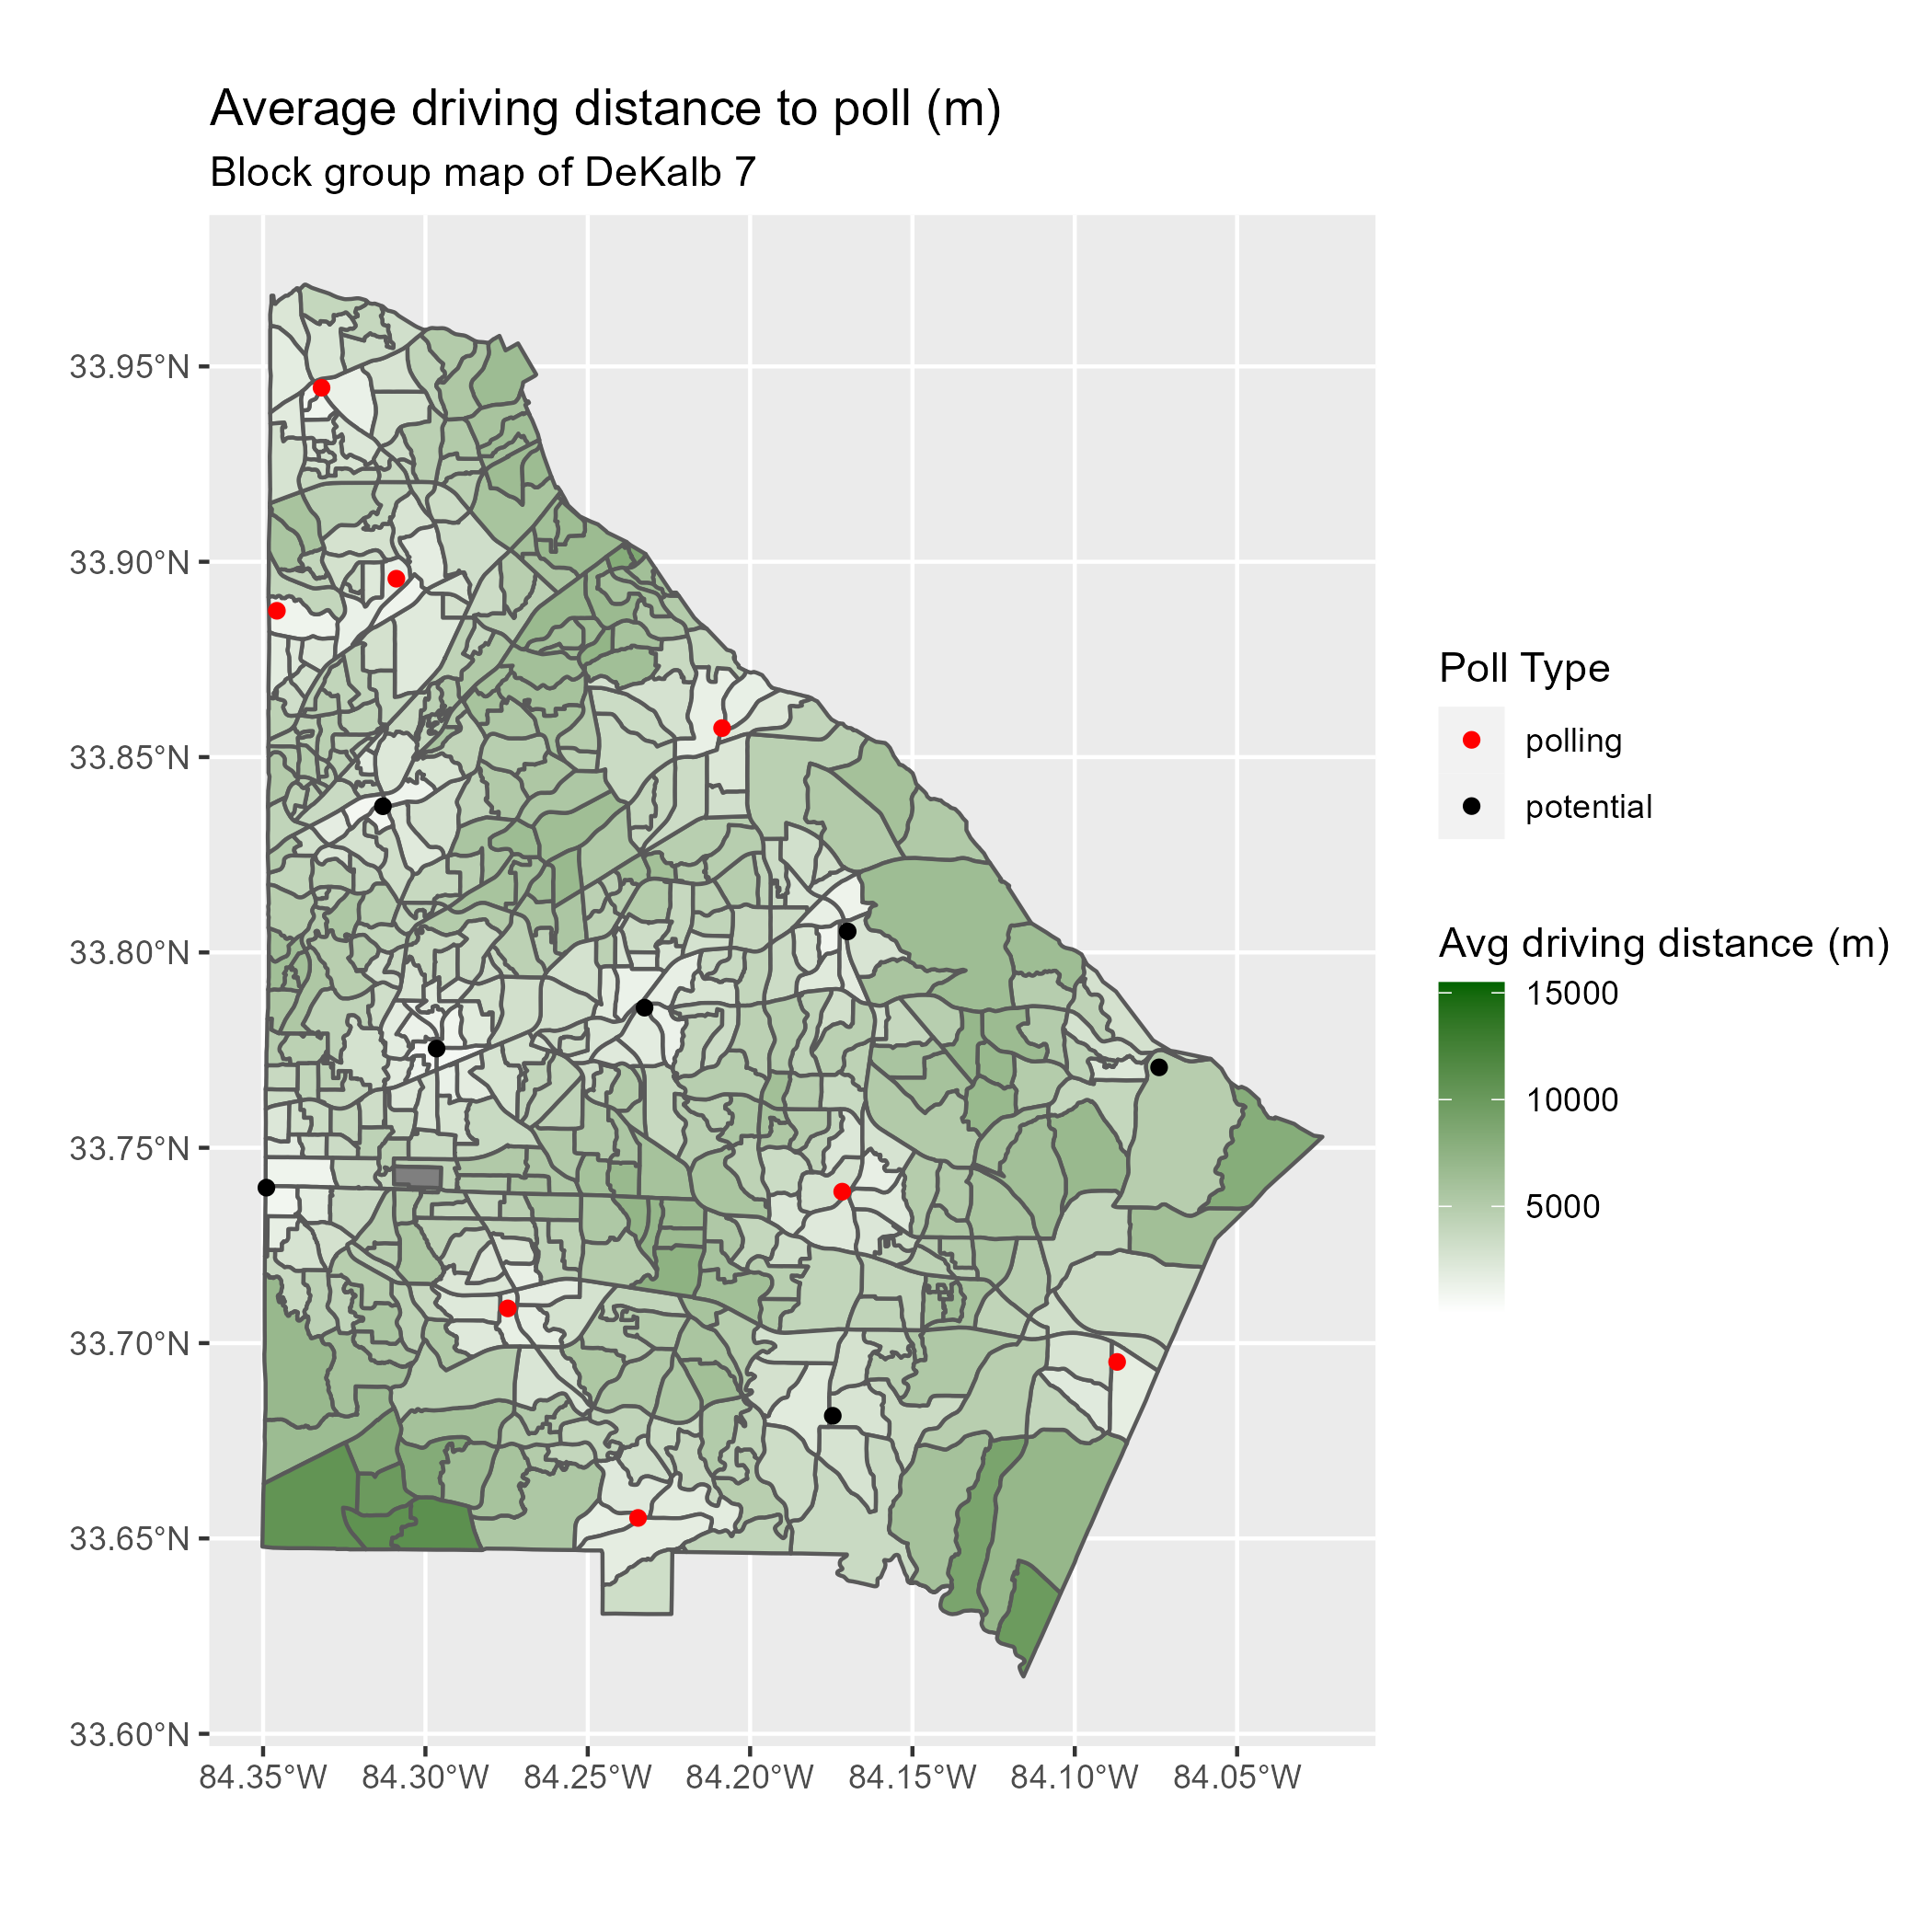 Average driving distance to poll (m)
Block group map of DeKalb 7
33.95°N
33.90°N
33.85°N
33.80°N
33.75°N
33.70°N
33.65°N
33.60°N
84.35°W 84.30°W 84.25°W 84.20°W 84.15°W 84.10°W 84.05°W
Poll Type
polling
potential
Avg driving distance (m)
15000
10000
5000